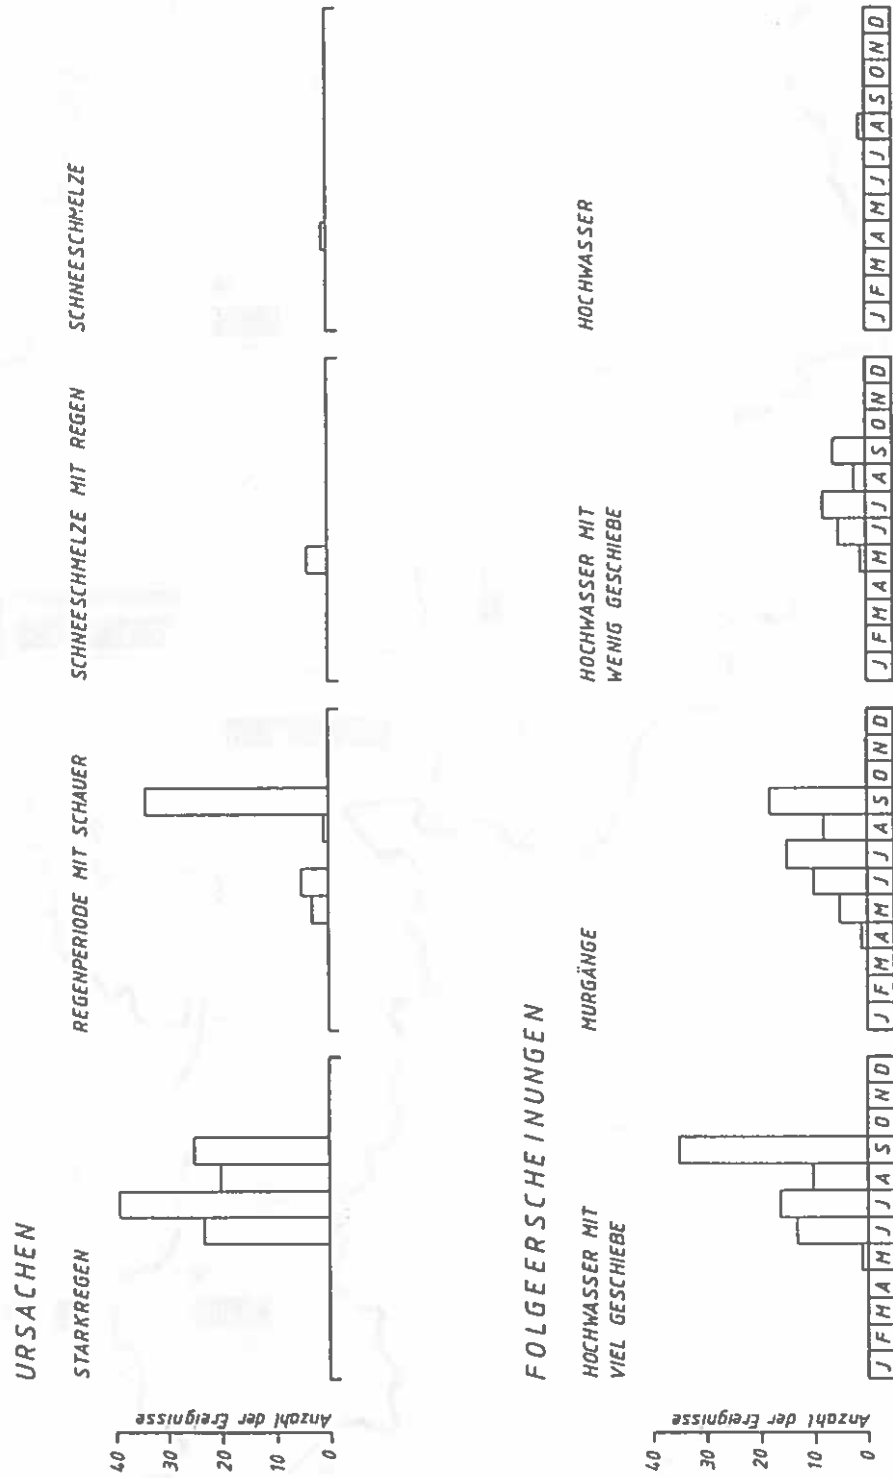 URSACHEN
STARKREGEN
REGENPERIODE MIT SCHAUER
SCHNEESCHMELZE MIT REGEN
SCHNEESCHMELZE
Anzahl der Ereignisse
40
30
20
10
0
FOLGEERSCHEINUNGEN
HOCHWASSER MIT
VIEL GESCHIEBE
MURGÄNGE
HOCHWASSER MIT
WENIG GESCHIEBE
HOCHWASSER
Anzahl der Ereignisse
40
30
20
10
0
J F M A M J J A S O N D
J F M A M J J A S O N D
J F M A M J J A S O N D
J F M A M J J A S O N D